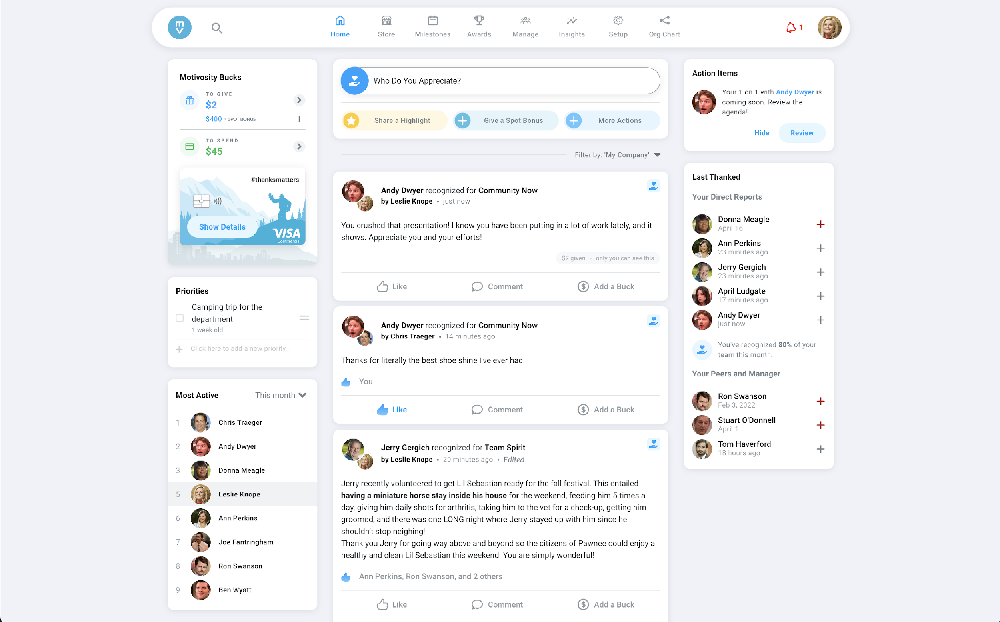 mv
Home
Store
Milestones
Awards
Manage
Insights
Setup
Org Chart
1
Motivosity Bucks
TO GIVE
$2
$400 • SPOT BONUS
TO SPEND
$45
#thanksmatters
Show Details
VISA
Commercial
Priorities
Camping trip for the
department
1 week old
Click here to add a new priority...
Most Active
This month
1 Chris Traeger
2 Andy Dwyer
3 Donna Meagle
5 Leslie Knope
6 Ann Perkins
7 Joe Fantringham
8 Ron Swanson
9 Ben Wyatt
Who Do You Appreciate?
Share a Highlight
Give a Spot Bonus
More Actions
Filter by: 'My Company'
Andy Dwyer recognized for Community Now
by Leslie Knope • just now
You crushed that presentation! I know you have been putting in a lot of work lately, and it
shows. Appreciate you and your efforts!
$2 given • only you can see this
Like
Comment
Add a Buck
Andy Dwyer recognized for Community Now
by Chris Traeger • 14 minutes ago
Thanks for literally the best shoe shine I've ever had!
You
Like
Comment
Add a Buck
Jerry Gergich recognized for Team Spirit
by Leslie Knope • 20 minutes ago • Edited
Jerry recently volunteered to get Lil Sebastian ready for the fall festival. This entailed
having a miniature horse stay inside his house for the weekend, feeding him 5 times a
day, giving him daily shots for arthritis, taking him to the vet for a check-up, getting him
groomed, and there was one LONG night where Jerry stayed up with him since he
shouldn't stop neighing!
Thank you Jerry for going way above and beyond so the citizens of Pawnee could enjoy a
healthy and clean Lil Sebastian this weekend. You are simply wonderful!
Ann Perkins, Ron Swanson, and 2 others
Like
Comment
Add a Buck
Action Items
Your 1 on 1 with Andy Dwyer is
coming soon. Review the
agenda!
Hide
Review
Last Thanked
Your Direct Reports
Donna Meagle
April 16
Ann Perkins
23 minutes ago
Jerry Gergich
23 minutes ago
April Ludgate
17 minutes ago
Andy Dwyer
just now
You've recognized 80% of your
team this month.
Your Peers and Manager
Ron Swanson
Feb 3, 2022
Stuart O'Donnell
April 1
Tom Haverford
18 hours ago